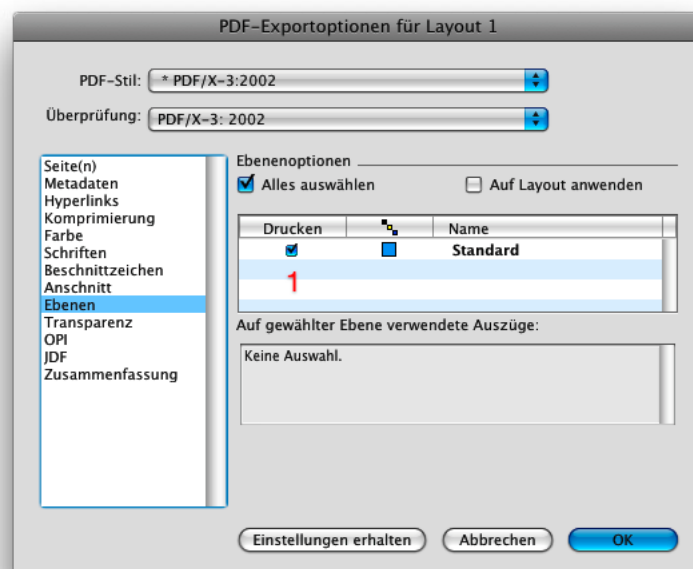 PDF-Exportoptionen für Layout 1
PDF-Stil: * PDF/X-3:2002
Überprüfung: PDF/X-3: 2002
Seite(n)
Metadaten
Hyperlinks
Komprimierung
Farbe
Schriften
Beschnittzeichen
Anschnitt
Ebenen
Transparenz
OPI
JDF
Zusammenfassung
Ebenenoptionen
Alles auswählen Auf Layout anwenden
Drucken Name
Standard
1
Auf gewählter Ebene verwendete Auszüge:
Keine Auswahl.
Einstellungen erhalten Abbrechen OK